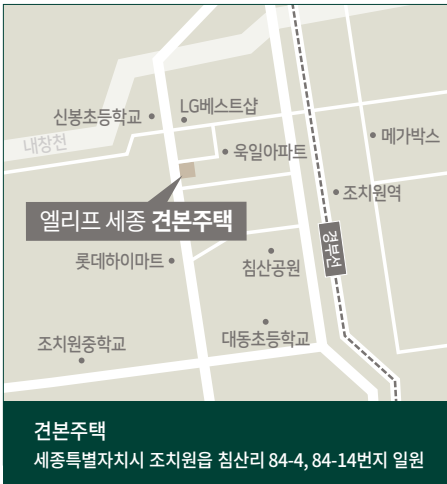 신봉초등학교
LG베스트샵
내창천
욱일아파트
메가박스
조치원역
엘리프 세종 견본주택
경부선
롯데하이마트
침산공원
조치원중학교
대동초등학교
견본주택
세종특별자치시 조치원읍 침산리 84-4, 84-14번지 일원